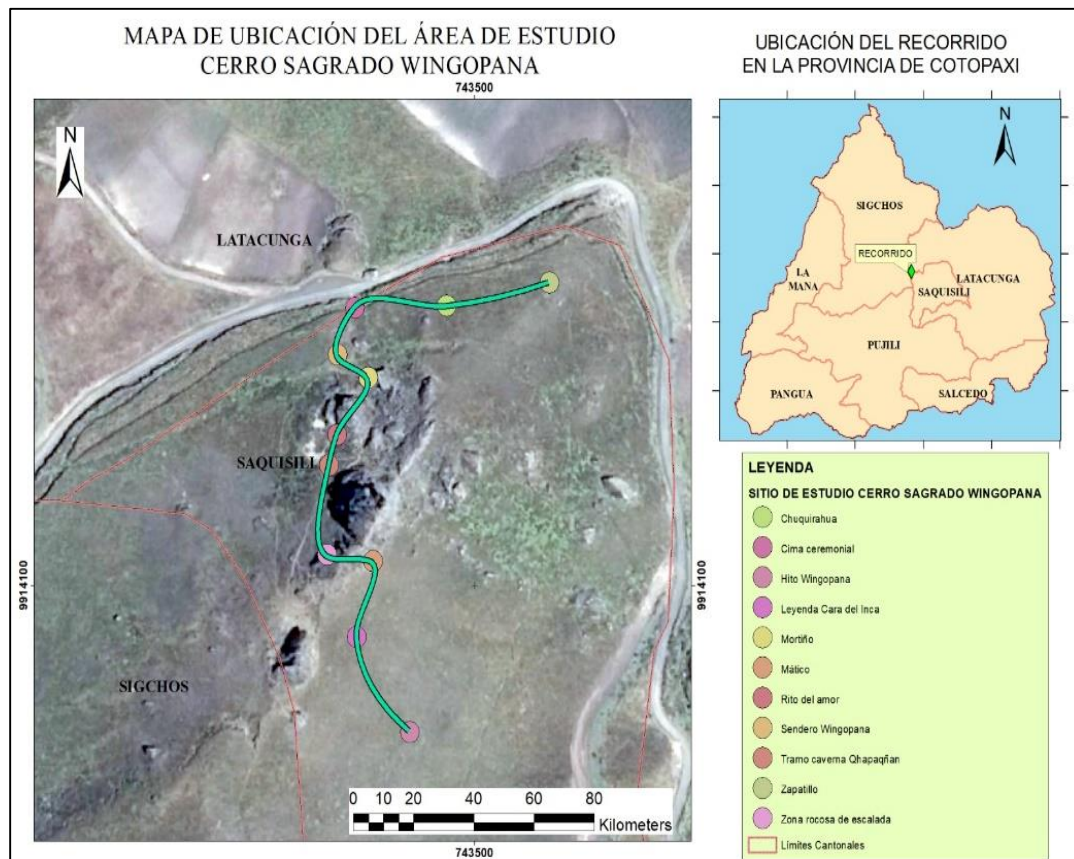 MAPA DE UBICACIÓN DEL ÁREA DE ESTUDIO
CERRO SAGRADO WINGOPANA
743500
N
LATACUNGA
SAQUISILI
SIGCHOS
9914100
9914100
0 10 19 20 40 60 80
Kilometers
743500
UBICACIÓN DEL RECORRIDO
EN LA PROVINCIA DE COTOPAXI
N
SIGCHOS
RECORRIDO
LA
MANA
LATACUNGA
SAQUISILI
PUJILI
PANGUA
SALCEDO
LEYENDA
SITIO DE ESTUDIO CERRO SAGRADO WINGOPANA
Chuquirahua
Cima ceremonial
Hito Wingopana
Leyenda Cara del Inca
Mortiño
Mático
Rito del amor
Sendero Wingopana
Tramo caverna Qhapaqñan
Zapatillo
Zona rocosa de escalada
Límites Cantonales